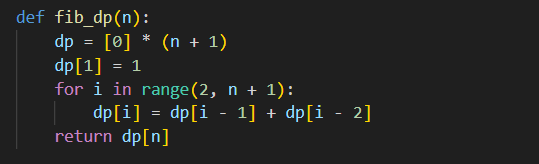 def fib_dp(n):
    dp = [0] * (n + 1)
    dp[1] = 1
    for i in range(2, n + 1):
        dp[i] = dp[i - 1] + dp[i - 2]
    return dp[n]